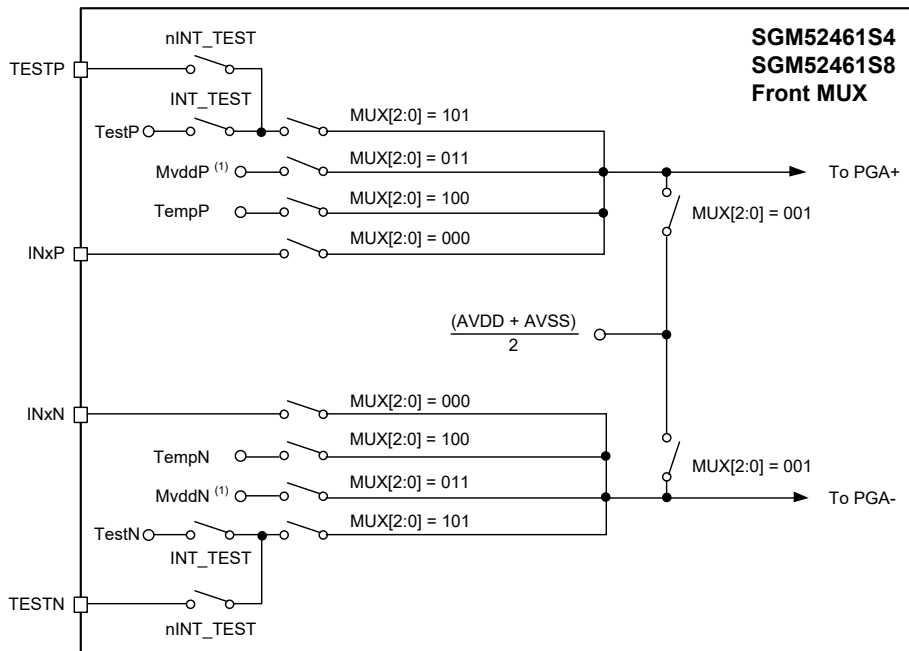 SGM52461S4
SGM52461S8
Front MUX
nINT_TEST
TESTP
INT_TEST
TestP
MUX[2:0] = 101
MvddP (1)
MUX[2:0] = 011
To PGA+
TempP
MUX[2:0] = 100
MUX[2:0] = 001
INxP
MUX[2:0] = 000
(AVDD + AVSS)
2
INxN
MUX[2:0] = 000
TempN
MUX[2:0] = 100
MUX[2:0] = 001
MvddN (1)
MUX[2:0] = 011
To PGA-
TestN
MUX[2:0] = 101
INT_TEST
TESTN
nINT_TEST